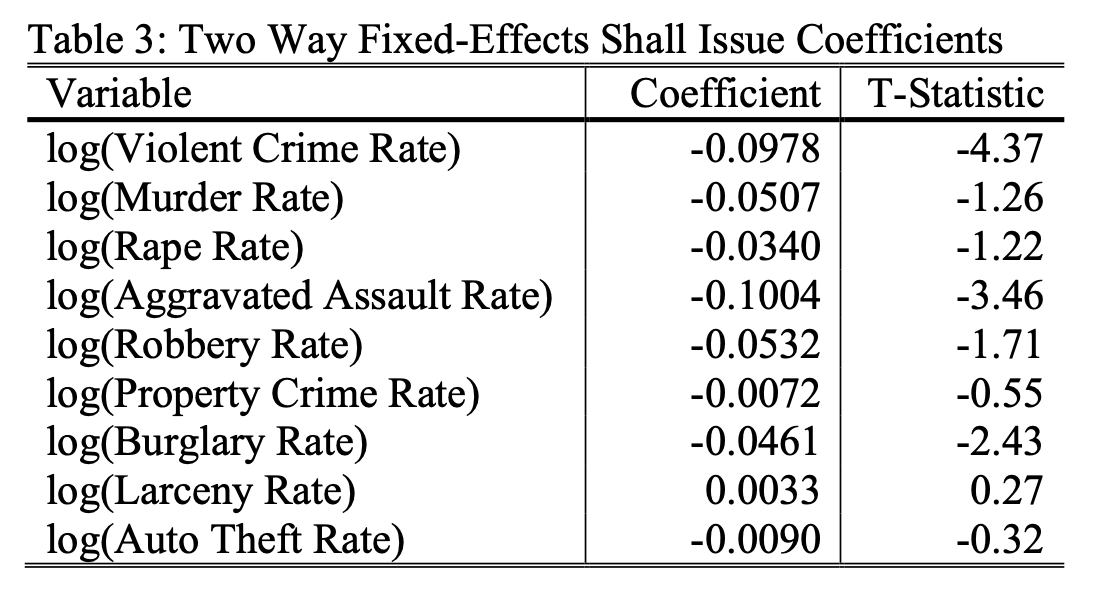 Table 3: Two Way Fixed-Effects Shall Issue Coefficients
Variable Coefficient T-Statistic
log(Violent Crime Rate) -0.0978 -4.37
log(Murder Rate) -0.0507 -1.26
log(Rape Rate) -0.0340 -1.22
log(Aggravated Assault Rate) -0.1004 -3.46
log(Robbery Rate) -0.0532 -1.71
log(Property Crime Rate) -0.0072 -0.55
log(Burglary Rate) -0.0461 -2.43
log(Larceny Rate) 0.0033 0.27
log(Auto Theft Rate) -0.0090 -0.32